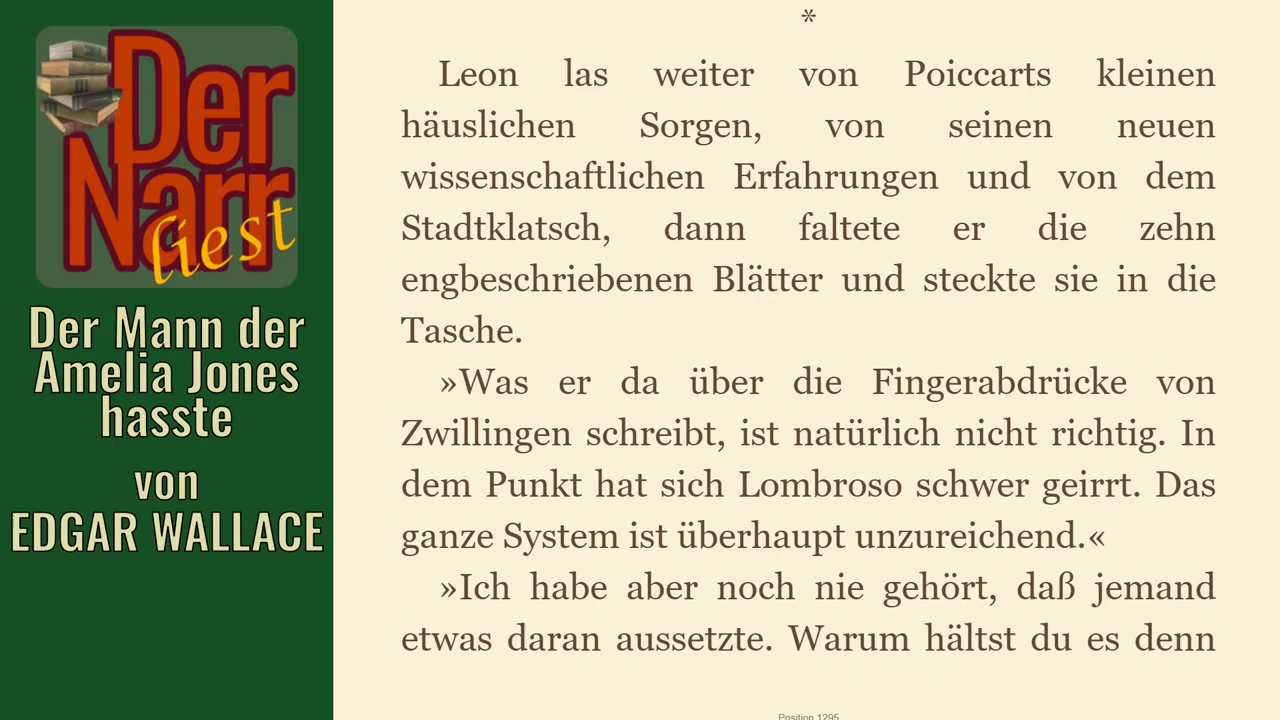 Der
Narr
liest
Der Mann der
Amelia Jones
hasste
von
EDGAR WALLACE
*
Leon las weiter von Poiccarts kleinen
häuslichen Sorgen, von seinen neuen
wissenschaftlichen Erfahrungen und von dem
Stadtklatsch, dann faltete er die zehn
engbeschriebenen Blätter und steckte sie in die
Tasche.
»Was er da über die Fingerabdrücke von
Zwillingen schreibt, ist natürlich nicht richtig. In
dem Punkt hat sich Lombroso schwer geirrt. Das
ganze System ist überhaupt unzureichend.«
»Ich habe aber noch nie gehört, daß jemand
etwas daran aussetzte. Warum hältst du es denn
Position 1295